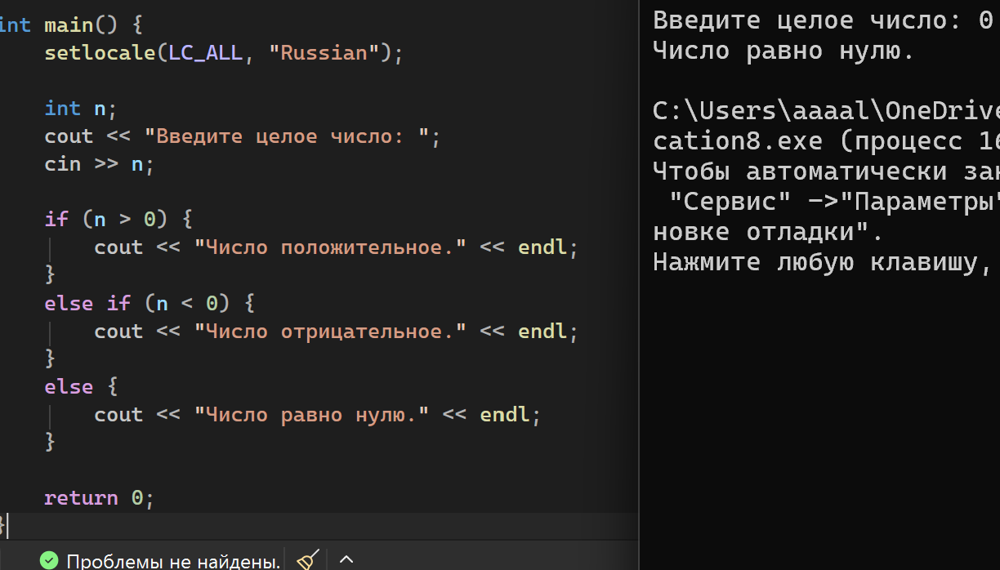 int main() {
setlocale(LC_ALL, "Russian");
int n;
cout << "Введите целое число: ";
cin >> n;
if (n > 0) {
cout << "Число положительное." << endl;
}
else if (n < 0) {
cout << "Число отрицательное." << endl;
}
else {
cout << "Число равно нулю." << endl;
}
return 0;
}
Проблемы не найдены.
Введите целое число: 0
Число равно нулю.
C:\Users\aaaal\OneDrive
cation8.exe (процесс 16
Чтобы автоматически зак
"Сервис" ->"Параметры"
новке отладки".
Нажмите любую клавишу,